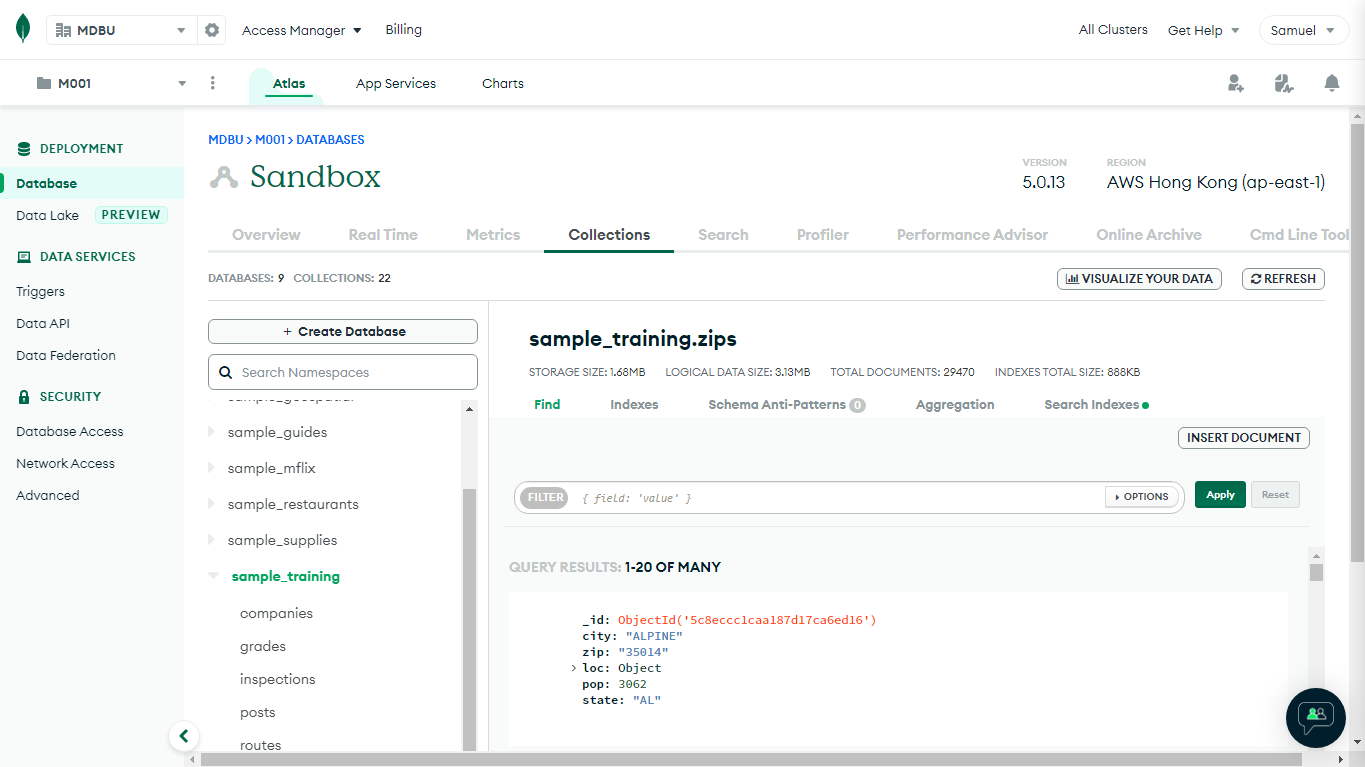 MDBU
Access Manager
Billing
All Clusters
Get Help
Samuel
M001
Atlas
App Services
Charts
DEPLOYMENT
Database
Data Lake PREVIEW
DATA SERVICES
Triggers
Data API
Data Federation
SECURITY
Database Access
Network Access
Advanced
MDBU > M001 > DATABASES
Sandbox
VERSION
5.0.13
REGION
AWS Hong Kong (ap-east-1)
Overview
Real Time
Metrics
Collections
Search
Profiler
Performance Advisor
Online Archive
Cmd Line Tool
DATABASES: 9 COLLECTIONS: 22
VISUALIZE YOUR DATA
REFRESH
+ Create Database
Search Namespaces
sample_geospatial
sample_guides
sample_mflix
sample_restaurants
sample_supplies
sample_training
companies
grades
inspections
posts
routes
sample_training.zips
STORAGE SIZE: 1.68MB LOGICAL DATA SIZE: 3.13MB TOTAL DOCUMENTS: 29470 INDEXES TOTAL SIZE: 888KB
Find
Indexes
Schema Anti-Patterns 0
Aggregation
Search Indexes
INSERT DOCUMENT
FILTER { field: 'value' }
OPTIONS
Apply
Reset
QUERY RESULTS: 1-20 OF MANY
_id: ObjectId('5c8eccc1caa187d17ca6ed16')
city: "ALPINE"
zip: "35014"
> loc: Object
pop: 3062
state: "AL"